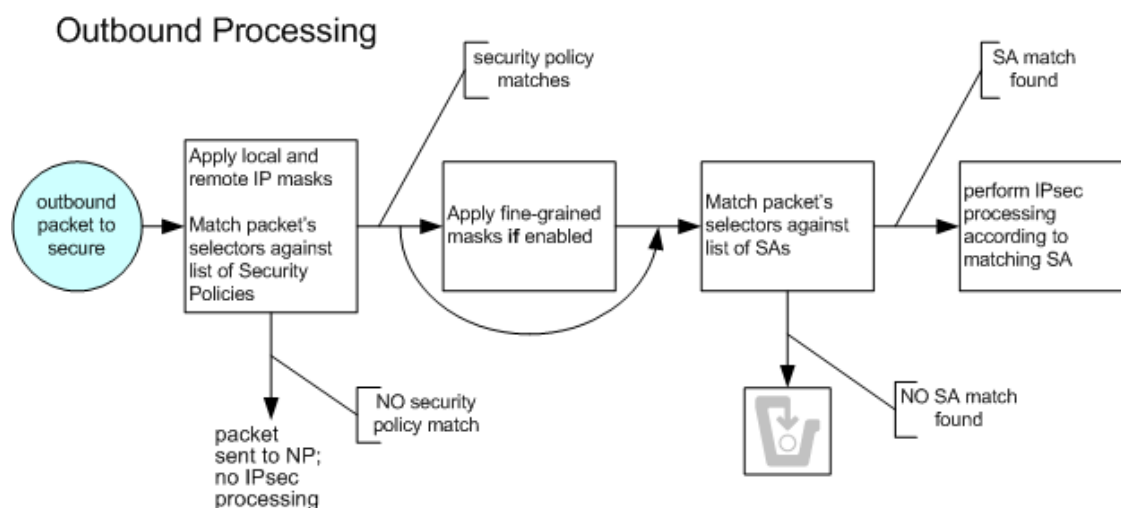 Outbound Processing
security policy
matches
SA match
found
outbound
packet to
secure
Apply local and
remote IP masks
Match packet's
selectors against
list of Security
Policies
Apply fine-grained
masks if enabled
Match packet's
selectors against
list of SAs
perform IPsec
processing
according to
matching SA
NO security
policy match
NO SA match
found
packet
sent to NP;
no IPsec
processing